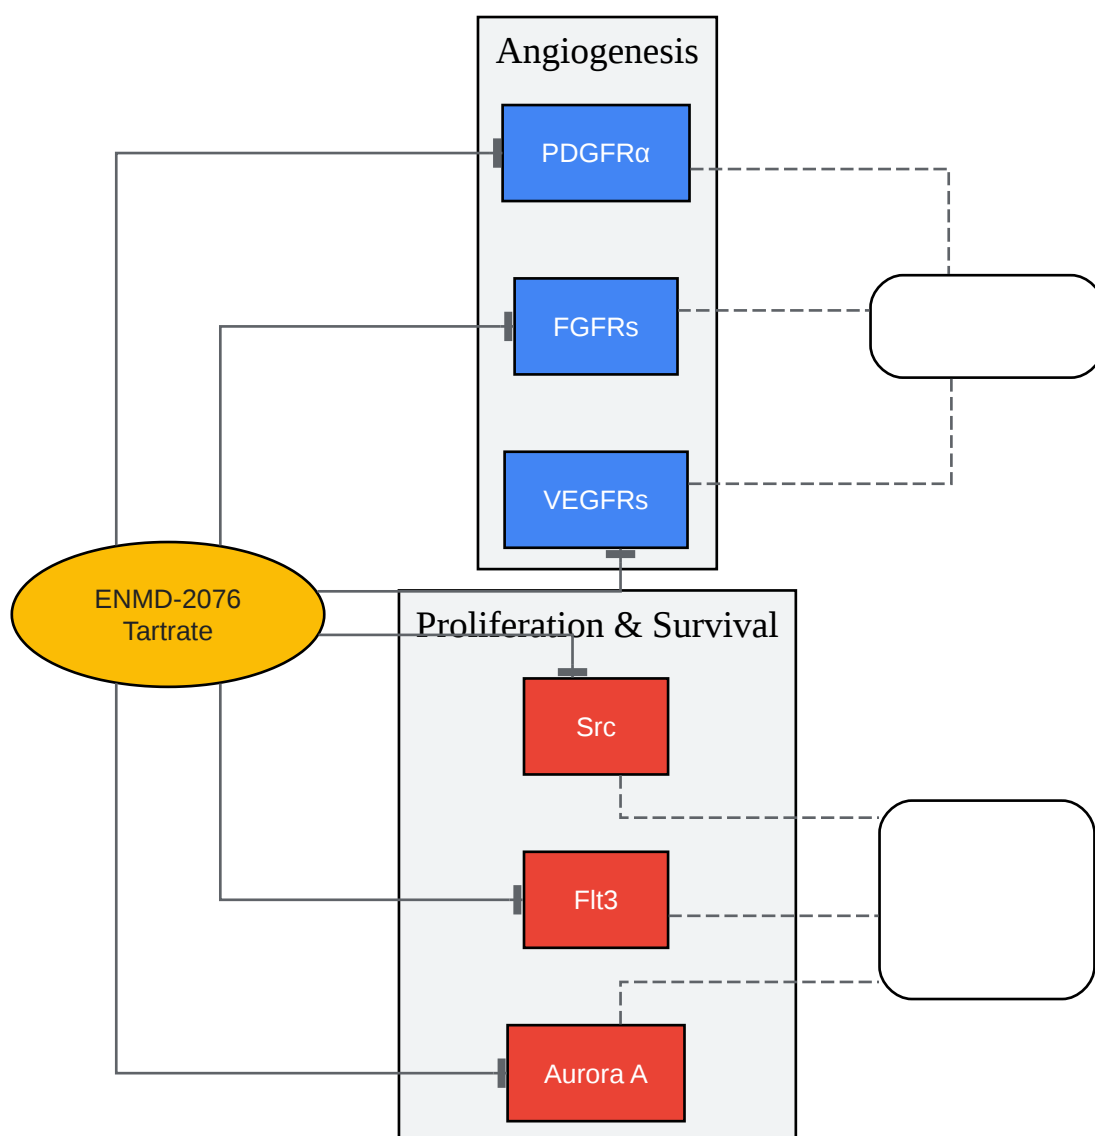 Angiogenesis
PDGFRα
FGFRs
VEGFRs
ENMD-2076
Tartrate
Proliferation & Survival
Src
Flt3
Aurora A